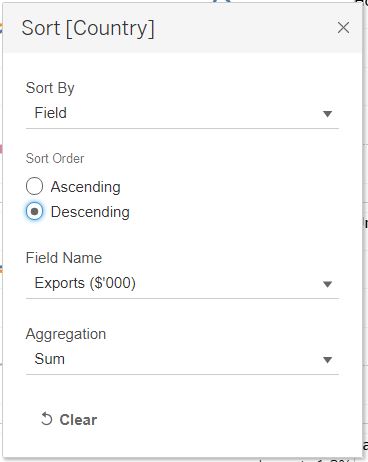 Sort [Country]
Sort By
Field
Sort Order
Ascending
Descending
Field Name
Exports ($'000)
Aggregation
Sum
Clear